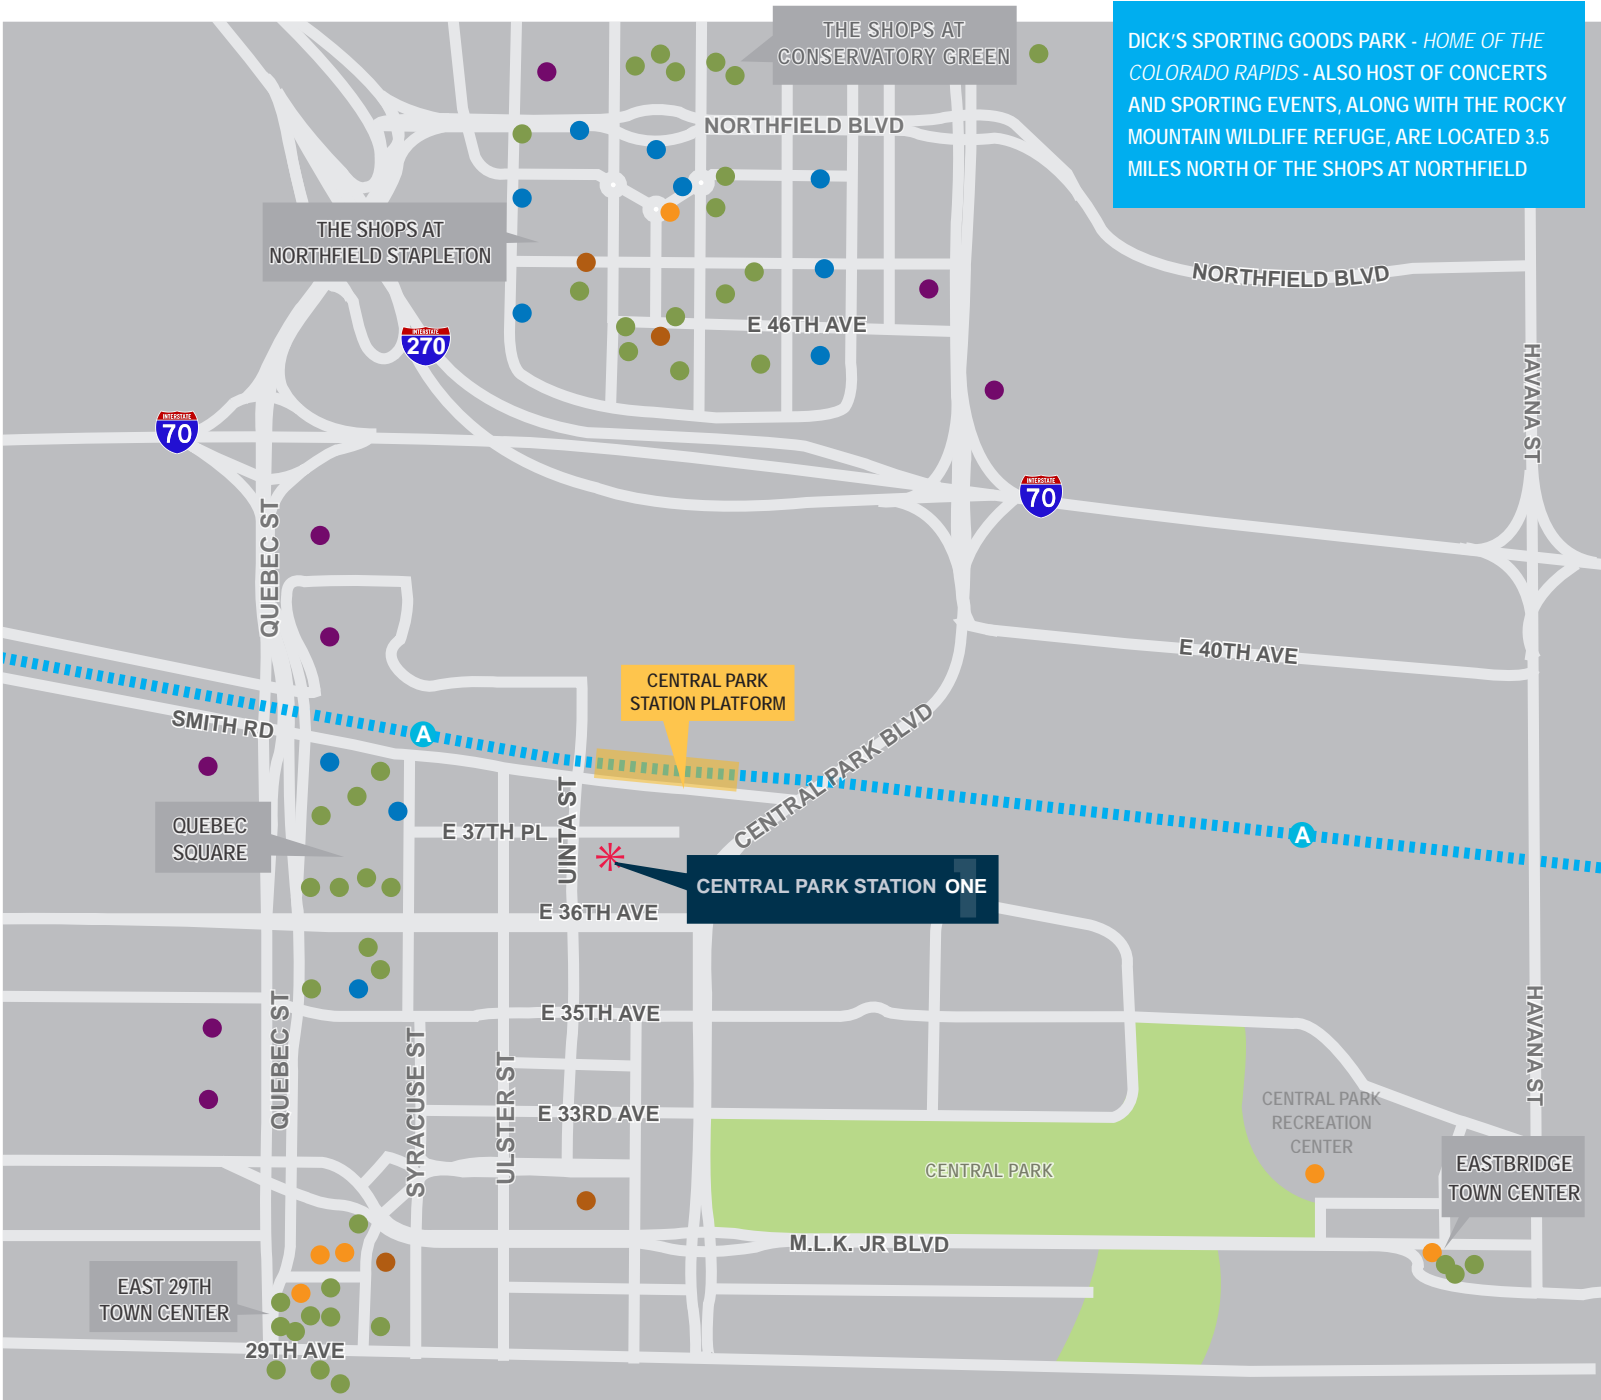 THE SHOPS AT
CONSERVATORY GREEN
DICK'S SPORTING GOODS PARK - HOME OF THE
COLORADO RAPIDS - ALSO HOST OF CONCERTS
AND SPORTING EVENTS, ALONG WITH THE ROCKY
MOUNTAIN WILDLIFE REFUGE, ARE LOCATED 3.5
MILES NORTH OF THE SHOPS AT NORTHFIELD
NORTHFIELD BLVD
THE SHOPS AT
NORTHFIELD STAPLETON
NORTHFIELD BLVD
E 46TH AVE
INTERSTATE
270
HAVANA ST
INTERSTATE
70
INTERSTATE
70
QUEBEC ST
E 40TH AVE
CENTRAL PARK
STATION PLATFORM
SMITH RD
A
CENTRAL PARK BLVD
A
UINTA ST
QUEBEC
SQUARE
E 37TH PL
1
CENTRAL PARK STATION ONE
E 36TH AVE
E 35TH AVE
HAVANA ST
QUEBEC ST
SYRACUSE ST
ULSTER ST
E 33RD AVE
CENTRAL PARK
RECREATION
CENTER
CENTRAL PARK
EASTBRIDGE
TOWN CENTER
M.L.K. JR BLVD
EAST 29TH
TOWN CENTER
29TH AVE